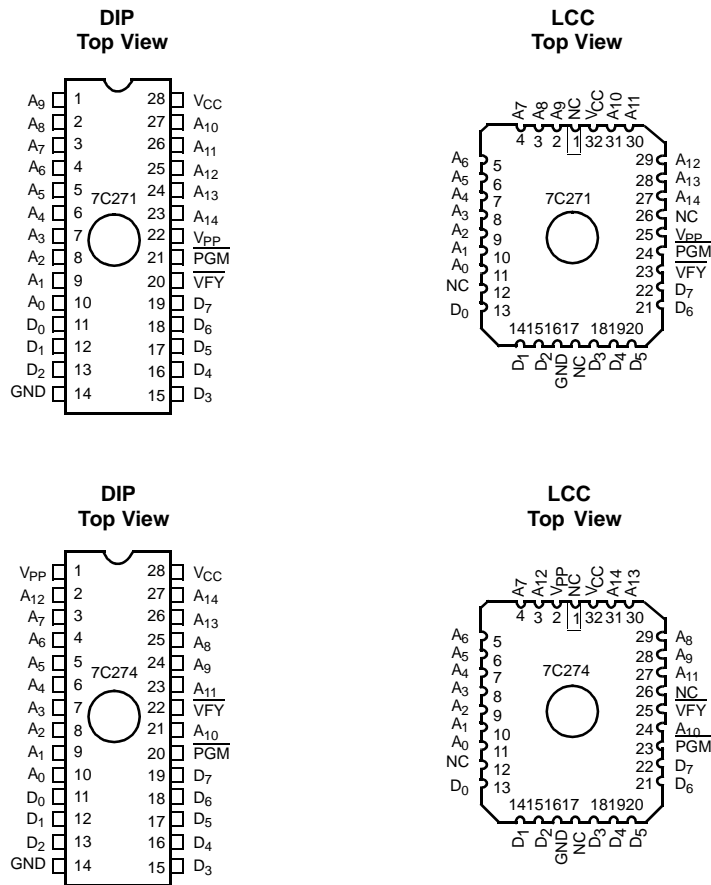 DIP
Top View
A9 1 28 VCC
A8 2 27 A10
A7 3 26 A11
A6 4 25 A12
A5 5 24 A13
A4 6 7C271 23 A14
A3 7 22 VPP
A2 8 21 PGM
A1 9 20 VFY
A0 10 19 D7
D0 11 18 D6
D1 12 17 D5
D2 13 16 D4
GND 14 15 D3
LCC
Top View
A7 A8 A9 NC VCC A10 A11
4 3 2 1 32 31 30
A6 5 29 A12
A5 6 28 A13
A4 7 7C271 27 A14
A3 8 26 NC
A2 9 25 VPP
A1 10 24 PGM
A0 11 23 VFY
NC 12 22 D7
D0 13 21 D6
14 15 16 17 18 19 20
D1 D2 GND NC D3 D4 D5
DIP
Top View
VPP 1 28 VCC
A12 2 27 A14
A7 3 26 A13
A6 4 25 A8
A5 5 24 A9
A4 6 7C274 23 A11
A3 7 22 VFY
A2 8 21 A10
A1 9 20 PGM
A0 10 19 D7
D0 11 18 D6
D1 12 17 D5
D2 13 16 D4
GND 14 15 D3
LCC
Top View
A7 A12 VPP NC VCC A14 A13
4 3 2 1 32 31 30
A6 5 29 A8
A5 6 28 A9
A4 7 7C274 27 A11
A3 8 26 NC
A2 9 25 VFY
A1 10 24 A10
A0 11 23 PGM
NC 12 22 D7
D0 13 21 D6
14 15 16 17 18 19 20
D1 D2 GND NC D3 D4 D5